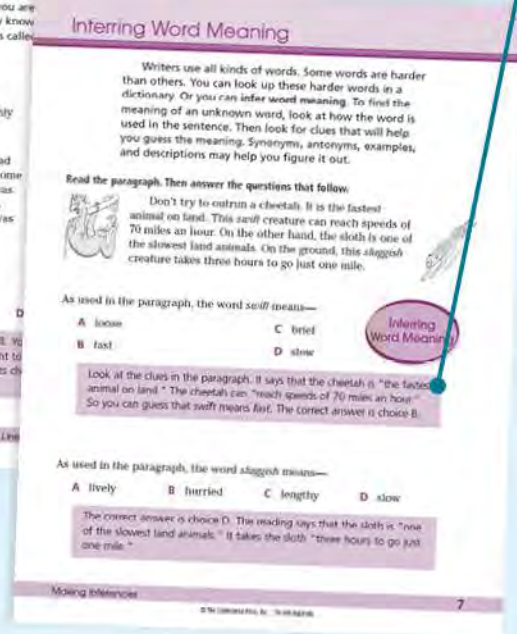 ou are
know
s called
Inferring Word Meaning
Writers use all kinds of words. Some words are harder
than others. You can look up these harder words in a
dictionary. Or you can infer word meaning. To find the
meaning of an unknown word, look at how the word is
used in the sentence. Then look for clues that will help
you guess the meaning. Synonyms, antonyms, examples,
and descriptions may help you figure it out.
Read the paragraph. Then answer the questions that follow.
Don't try to outrun a cheetah. It is the fastest
animal on land. This swift creature can reach speeds of
70 miles an hour. On the other hand, the sloth is one of
the slowest land animals. On the ground, this sluggish
creature takes three hours to go just one mile.
As used in the paragraph, the word swift means—
A loose
C brief
B fast
D slow
Inferring
Word Meaning
Look at the clues in the paragraph. It says that the cheetah is "the fastest
animal on land." The cheetah can "reach speeds of 70 miles an hour."
So you can guess that swift means fast. The correct answer is choice B.
As used in the paragraph, the word sluggish means—
A lively B hurried C lengthy D slow
The correct answer is choice D. The reading says that the sloth is "one
of the slowest land animals." It takes the sloth "three hours to go just
one mile."
Making Inferences
7